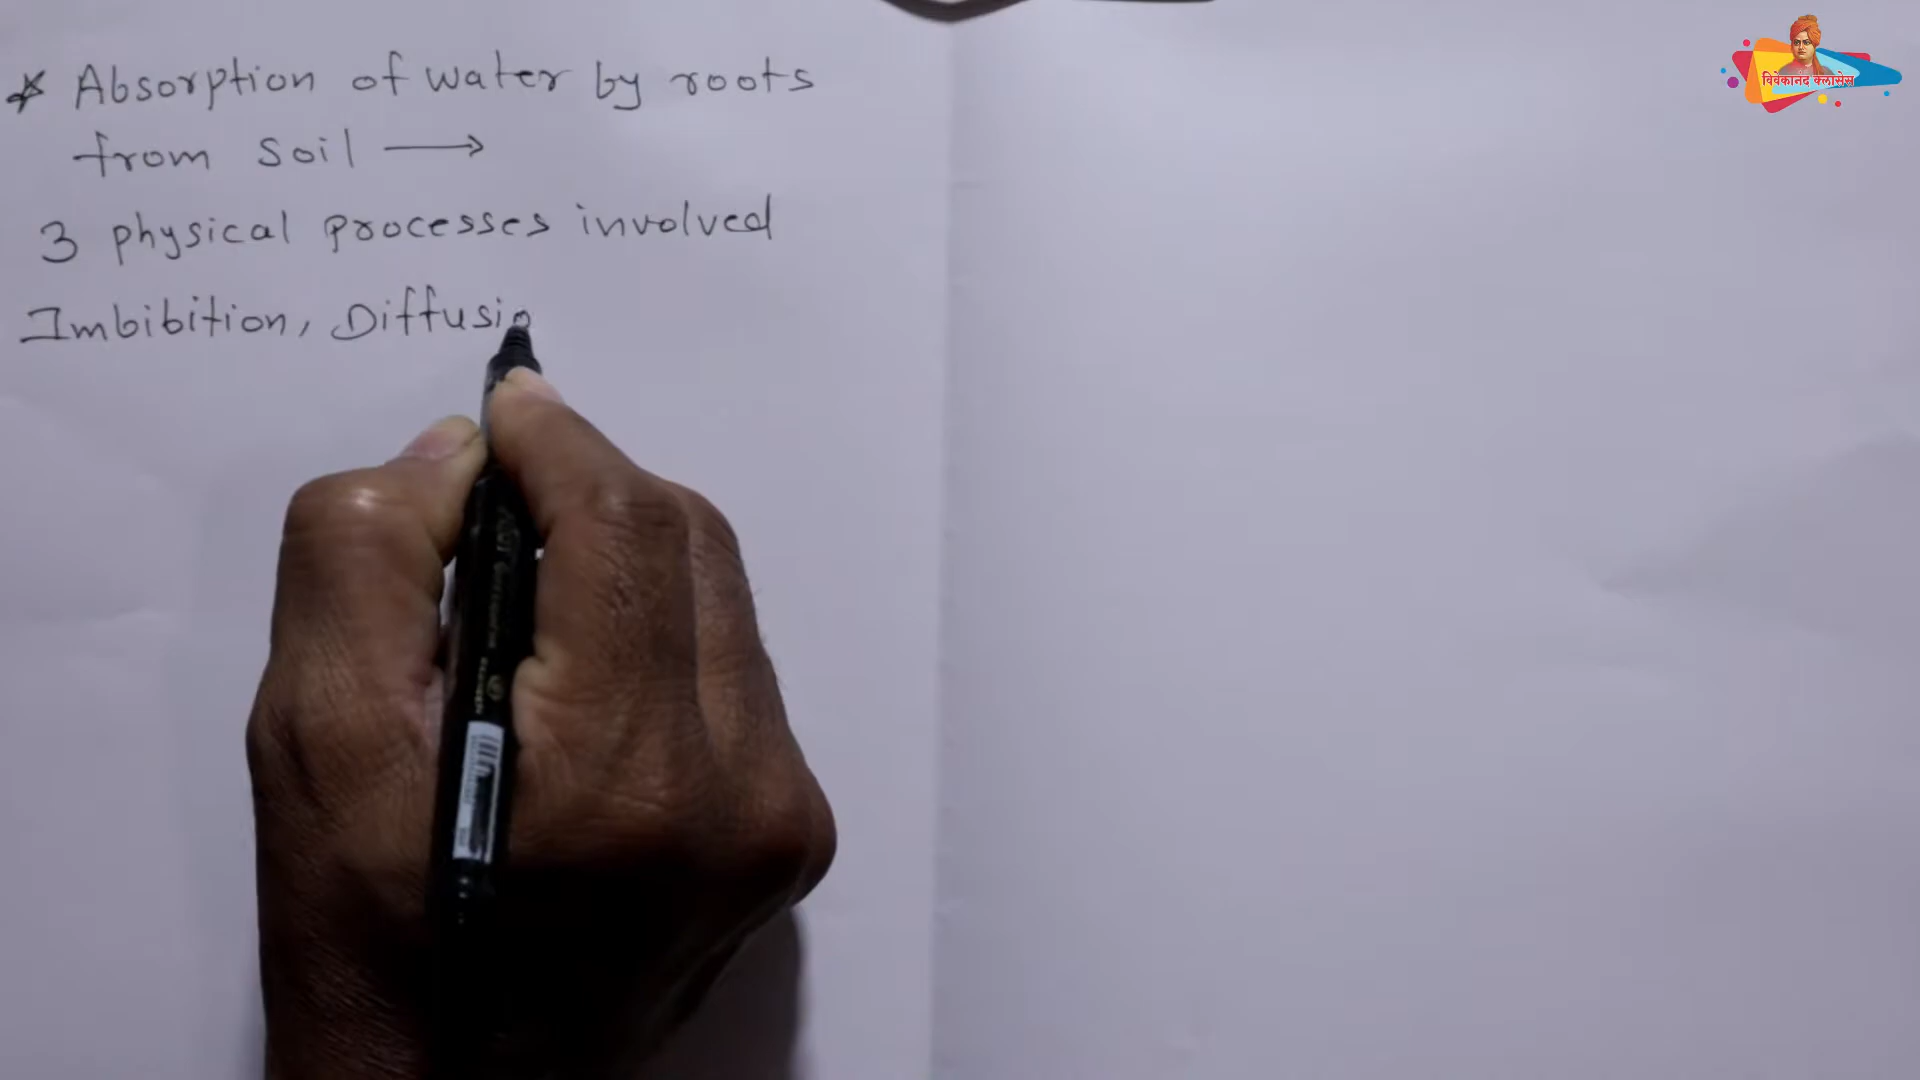 * Absorption of water by roots
from soil →
3 physical processes involved
Imbibition, Diffusio
विवेकानंद क्लासेस